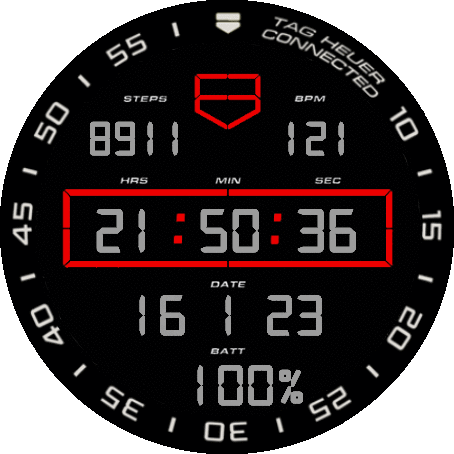 TAG HEUER
CONNECTED
55
50
10
STEPS BPM
8911 121
HRS MIN SEC
21:50:36
45
15
DATE
16 1 23
40
20
BATT
100%
35
25
30